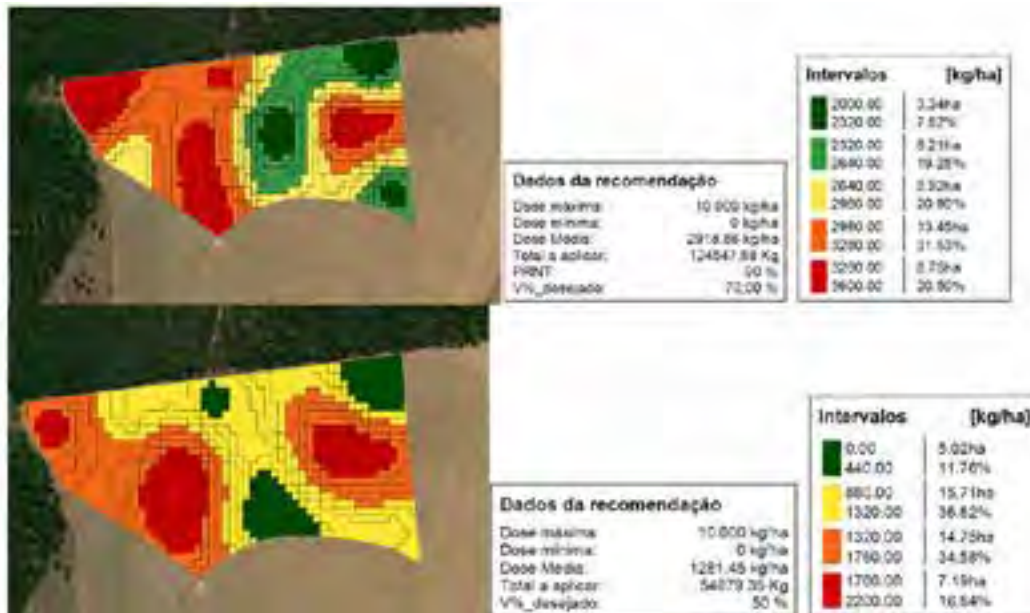 Intervalos [kg/ha]
2000.00 3.34ha
2320.00 7.82%
2320.00 8.21ha
2640.00 19.25%
2640.00
2960.00 20.90%
2960.00 13.45ha
3280.00 31.53%
3280.00
3600.00 20.50%
Dados da recomendação
Dose máxima: 10.000 kg/ha
Dose mínima: 0 kg/ha
Dose Média: kg/ha
Total a aplicar: Kg
PRNT: 90 %
V%_desejado: 70,00 %
Intervalos [kg/ha]
0.00 5.02ha
440.00 11.76%
880.00 15.71ha
1320.00 36.82%
1320.00 14.75ha
1760.00 34.58%
1760.00 7.19ha
2200.00 16.84%
Dados da recomendação
Dose máxima: 10.000 kg/ha
Dose mínima: 0 kg/ha
Dose Média: 1281.45 kg/ha
Total a aplicar: Kg
V%_desejado: 50 %